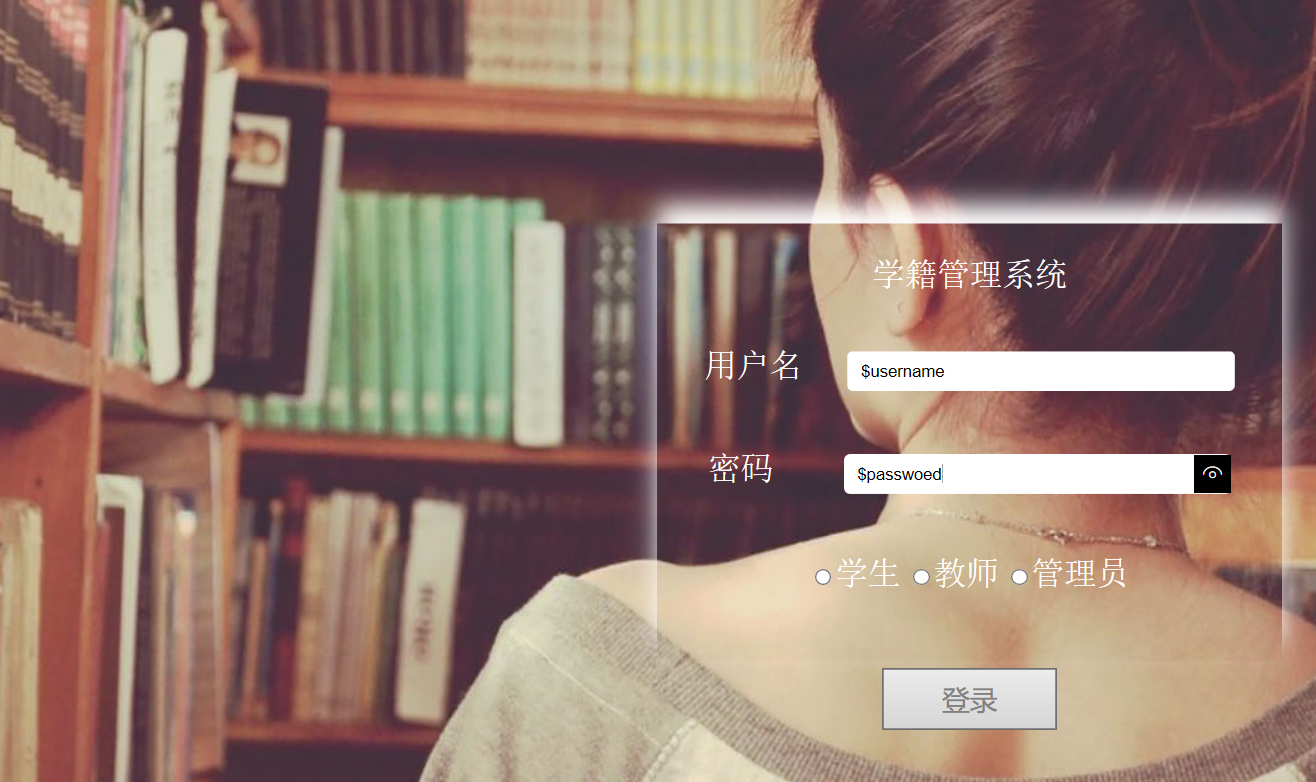 学籍管理系统
用户名 $username
密码 $passwoed
学生 教师 管理员
登录